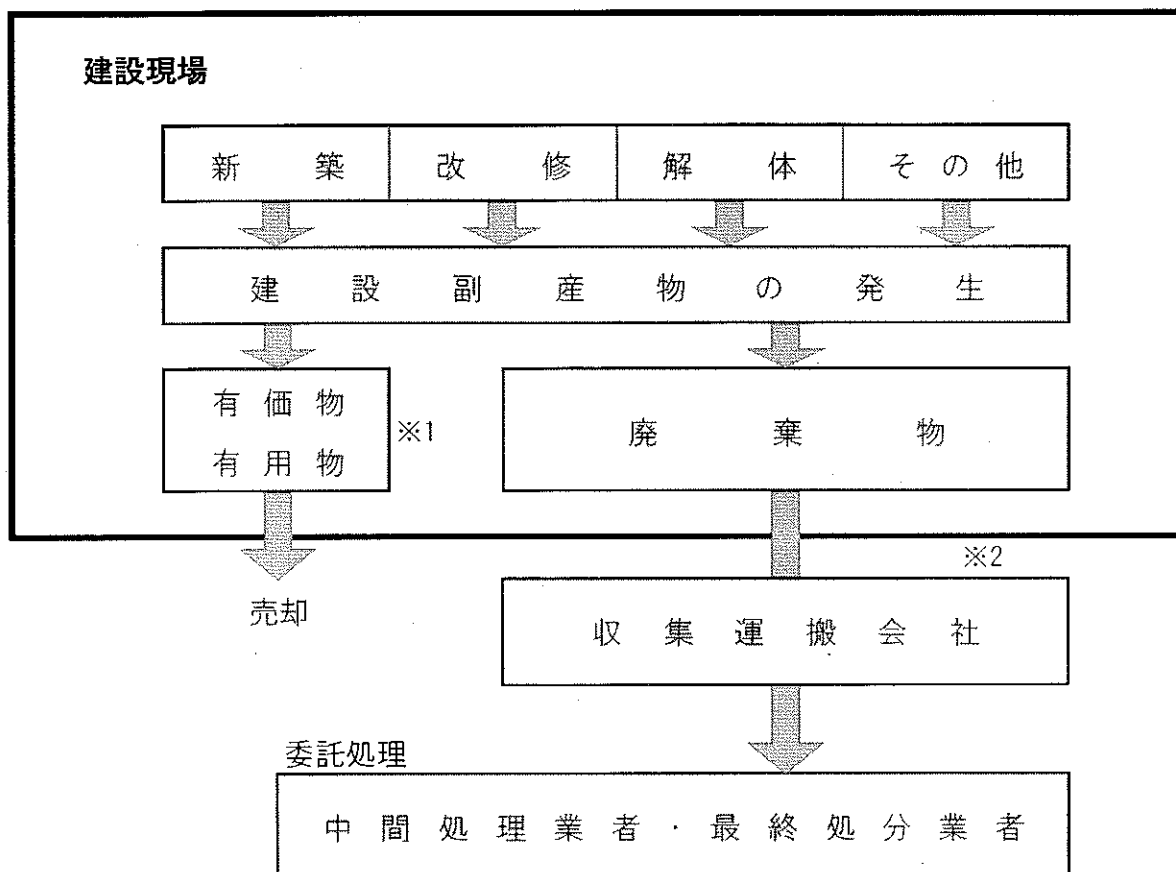 建設現場
新築 改修 解体 その他
建設副産物の発生
有価物
有用物
※1
廃棄物
※2
売却
収集運搬会社
委託処理
中間処理業者・最終処分業者